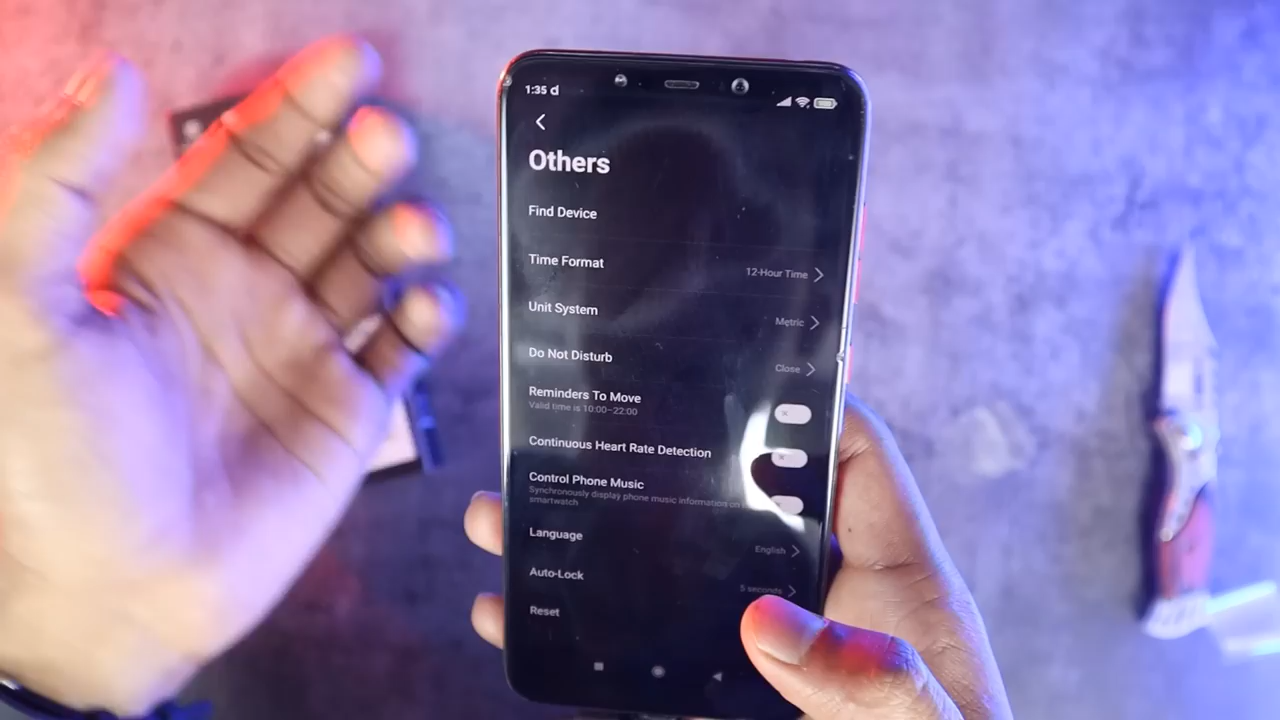 1:35 d
Others
Find Device
Time Format
12-Hour Time
Unit System
Metric
Do Not Disturb
Close
Reminders To Move
Valid time is 10:00~22:00
Continuous Heart Rate Detection
Control Phone Music
Synchronously display phone music information on
smartwatch
Language
English
Auto-Lock
5 seconds
Reset